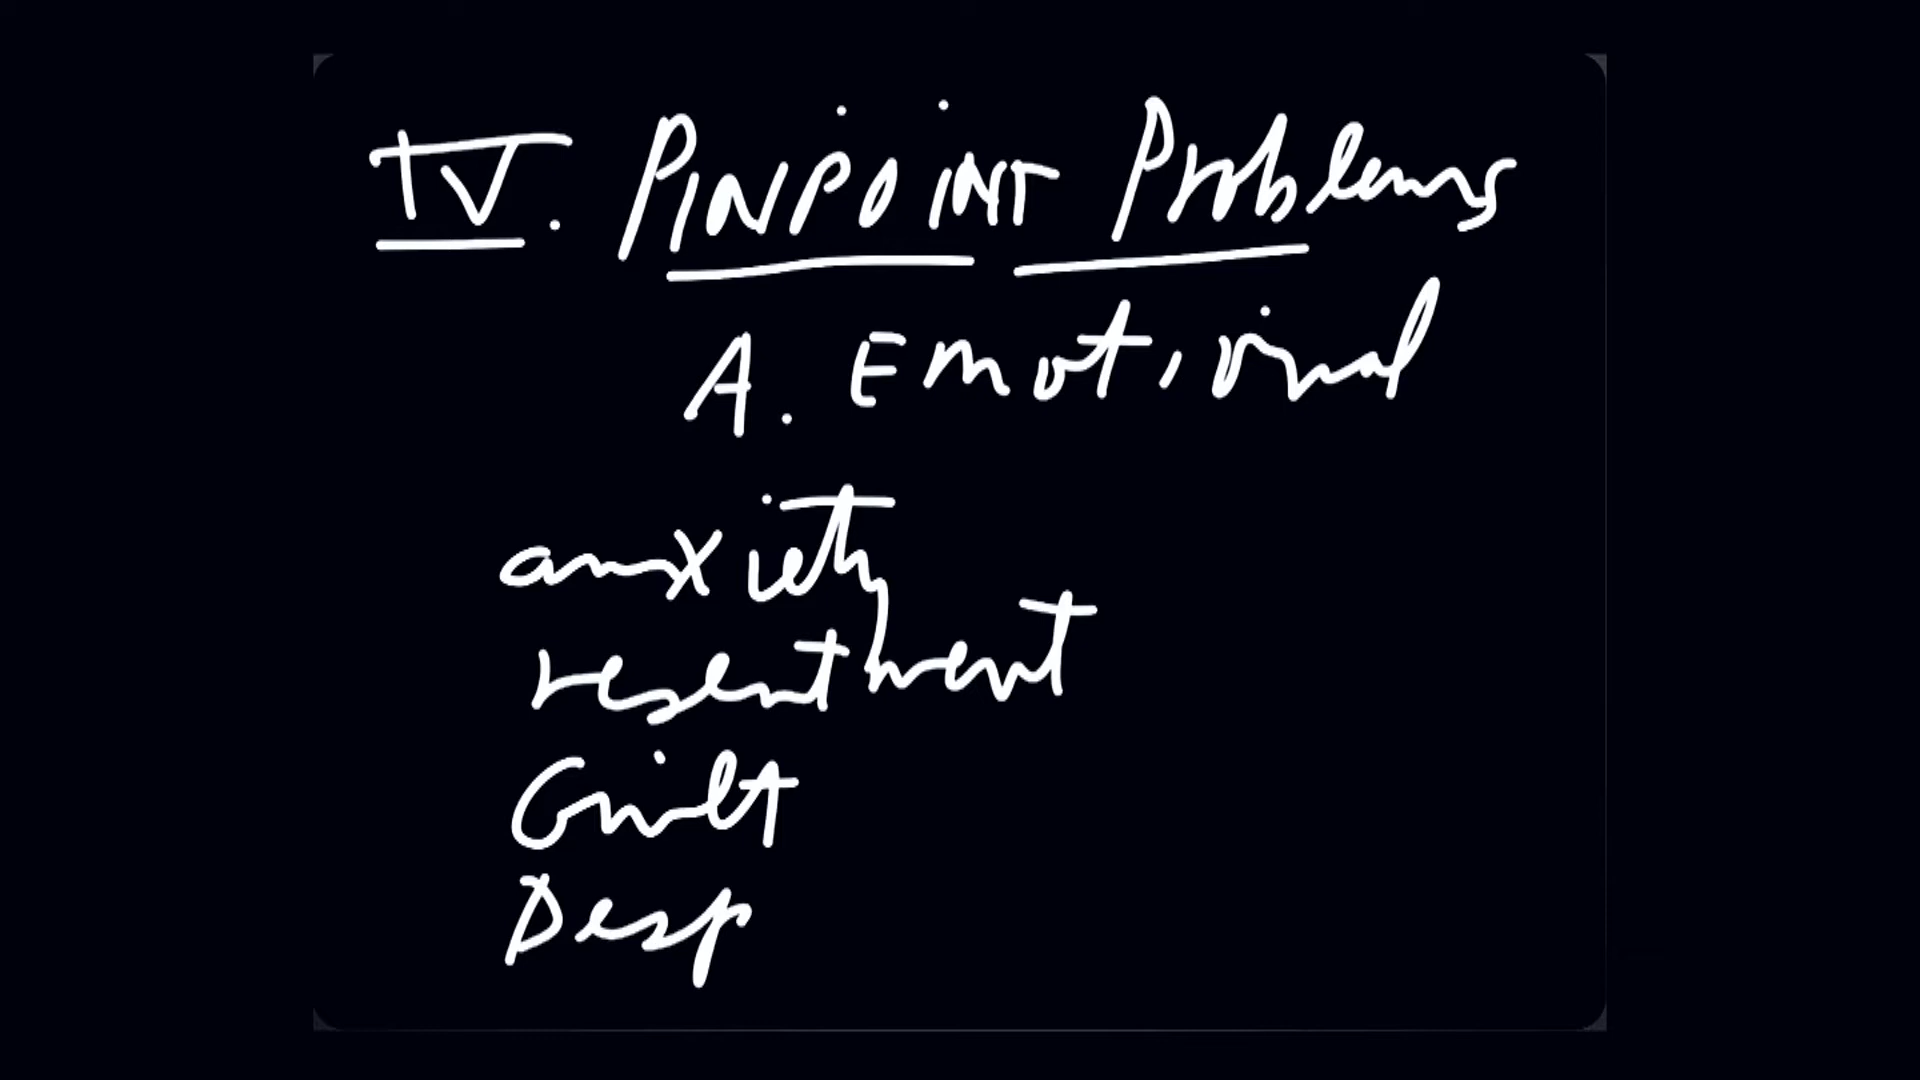 IV. PINPOINT Problems
A. Emotional
anxiety
resentment
Guilt
Desp